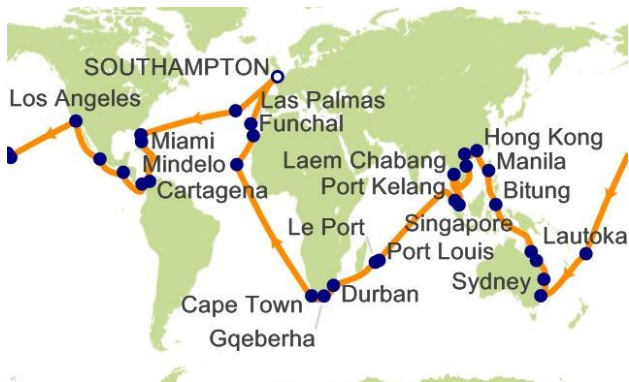 SOUTHAMPTON
Los Angeles
Las Palmas
Funchal
Miami
Mindelo
Cartagena
Hong Kong
Laem Chabang
Manila
Port Kelang
Bitung
Singapore
Le Port
Port Louis
Lautoka
Sydney
Durban
Cape Town
Gqeberha